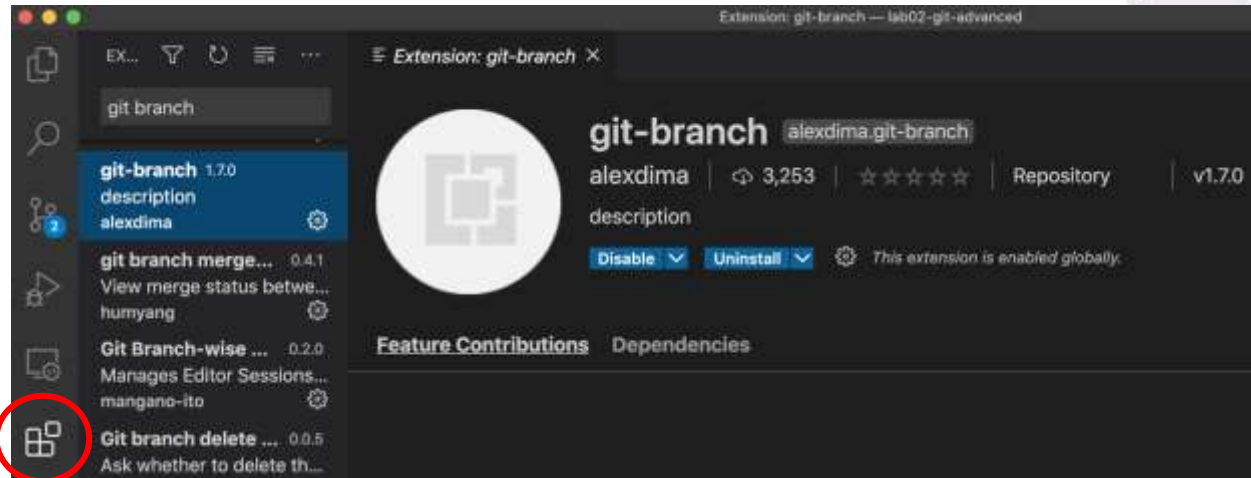 Extension: git-branch — lab02-git-advanced
EX...
Extension: git-branch
git branch
git-branch 1.7.0
description
alexdima
git branch merge... 0.4.1
View merge status betwe...
humyang
Git Branch-wise ... 0.2.0
Manages Editor Sessions...
mangano-ito
Git branch delete ... 0.0.5
Ask whether to delete th...
2
git-branch alexdima.git-branch
alexdima 3,253 Repository v1.7.0
description
Disable Uninstall This extension is enabled globally.
Feature Contributions Dependencies